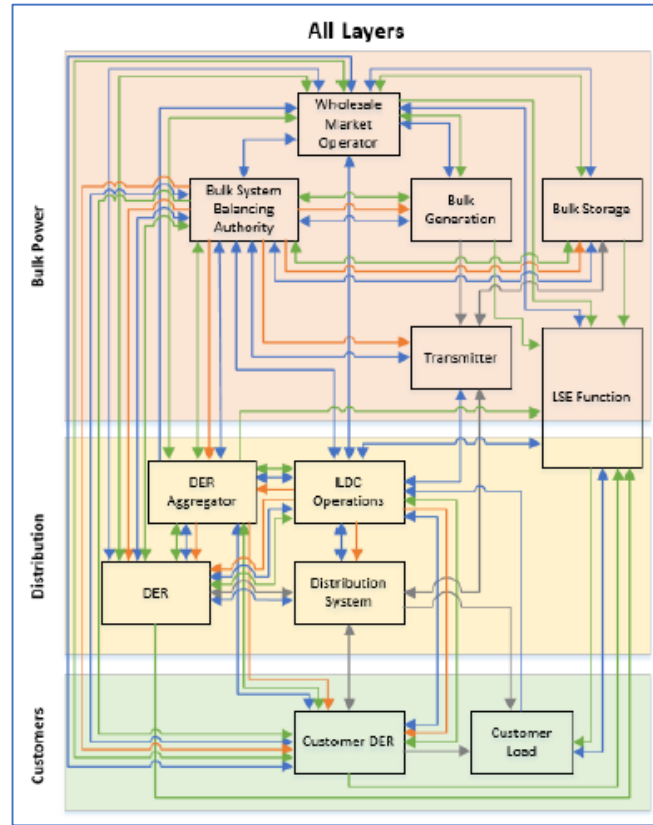 All Layers
Bulk Power
Wholesale
Market
Operator
Bulk System
Balancing
Authority
Bulk
Generation
Bulk Storage
Transmitter
LSE Function
Distribution
DER
Aggregator
ILDC
Operations
DER
Distribution
System
Customers
Customer DER
Customer
Load